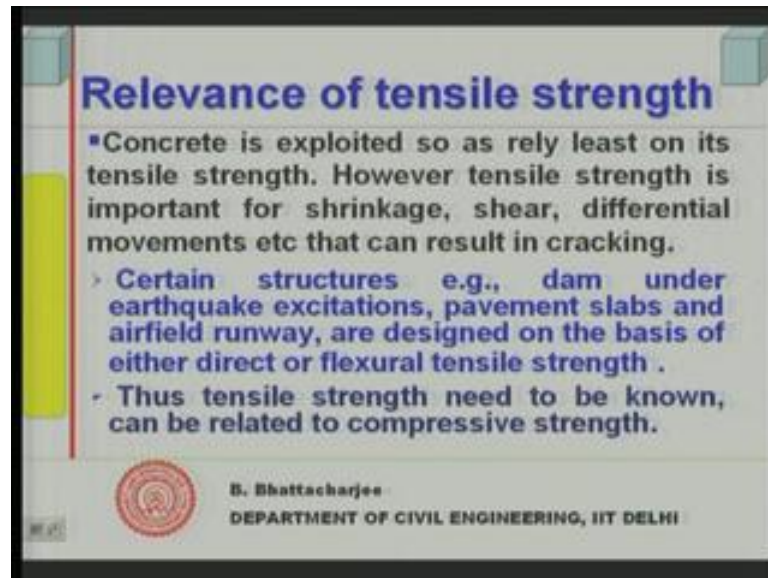 Relevance of tensile strength
▪Concrete is exploited so as rely least on its
tensile strength. However tensile strength is
important for shrinkage, shear, differential
movements etc that can result in cracking.
› Certain structures e.g., dam under
earthquake excitations, pavement slabs and
airfield runway, are designed on the basis of
either direct or flexural tensile strength .
Thus tensile strength need to be known,
can be related to compressive strength.
B. Bhattacharjee
DEPARTMENT OF CIVIL ENGINEERING, IIT DELHI